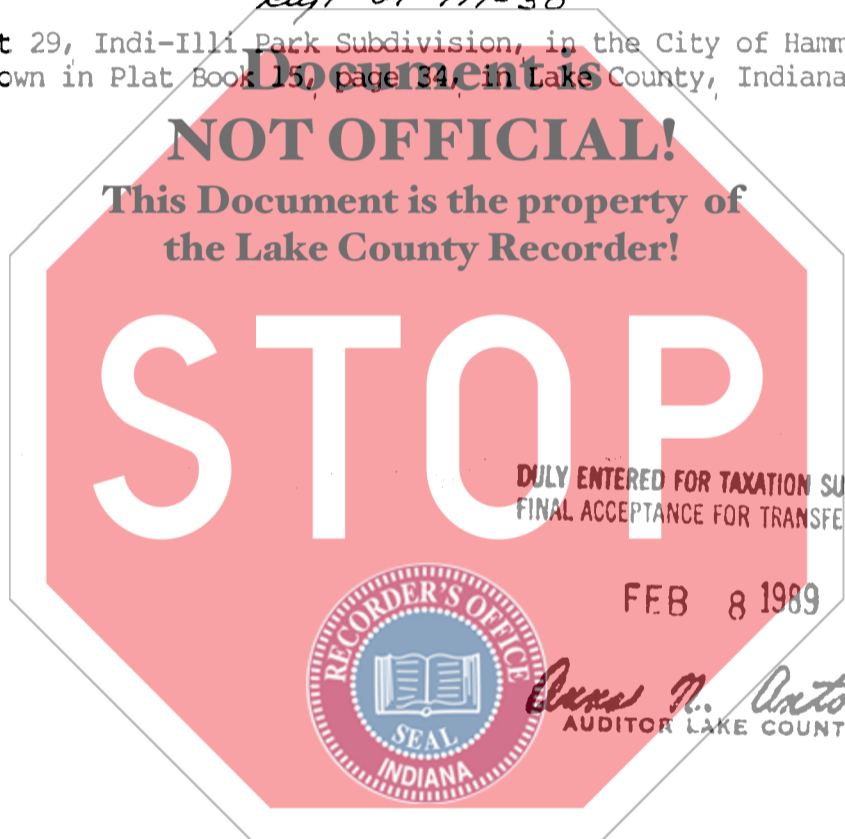 t 29, Indi-Illi Park Subdivision, in the City of Hamm
own in Plat Book 15, page 34, in Lake County, Indiana
Document is
NOT OFFICIAL!
This Document is the property of
the Lake County Recorder!
STOP
DULY ENTERED FOR TAXATION SU
FINAL ACCEPTANCE FOR TRANSFE
FEB 8 1989
Anna N. Anto
AUDITOR LAKE COUNT
RECORDER'S OFFICE
SEAL
INDIANA